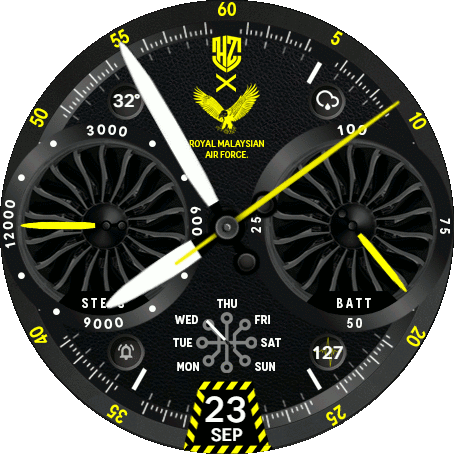 60
55
5
HZ
X
32°
50
10
ROYAL MALAYSIAN
AIR FORCE.
3000
100
12000
600
25
75
STEPS
BATT
9000
50
THU
WED
FRI
TUE
SAT
MON
SUN
127
40
20
35
25
23
SEP